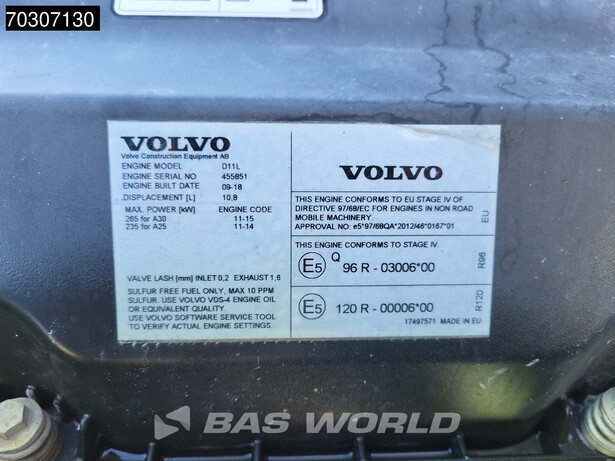 70307130
VOLVO
Volvo Construction Equipment AB
ENGINE MODEL D11L
ENGINE SERIAL NO 455851
ENGINE BUILT DATE 09-18
DISPLACEMENT [L] 10,8
MAX. POWER [kW] ENGINE CODE
265 for A30 11-15
235 for A25 11-14
VALVE LASH [mm] INLET 0,2 EXHAUST 1,6
SULFUR FREE FUEL ONLY, MAX 10 PPM
SULFUR. USE VOLVO VDS-4 ENGINE OIL
OR EQUIVALENT QUALITY.
USE VOLVO SOFTWARE SERVICE TOOL
TO VERIFY ACTUAL ENGINE SETTINGS.
VOLVO
THIS ENGINE CONFORMS TO EU STAGE IV OF
DIRECTIVE 97/68/EC FOR ENGINES IN NON ROAD
MOBILE MACHINERY.
APPROVAL NO: e5*97/68QA*2012/46*0167*01
EU
THIS ENGINE CONFORMS TO STAGE IV.
E5 Q 96 R - 03006*00
R96
E5 120 R - 00006*00
R120
17497571 MADE IN EU
BAS WORLD